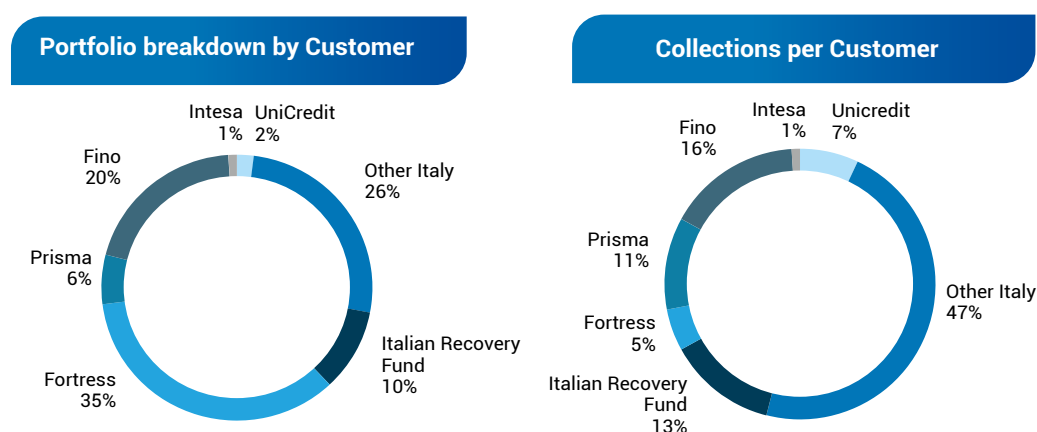 Portfolio breakdown by Customer
Intesa
1%
UniCredit
2%
Other Italy
26%
Italian Recovery
Fund
10%
Fortress
35%
Prisma
6%
Fino
20%
Collections per Customer
Intesa
1%
Unicredit
7%
Other Italy
47%
Italian Recovery
Fund
13%
Fortress
5%
Prisma
11%
Fino
16%